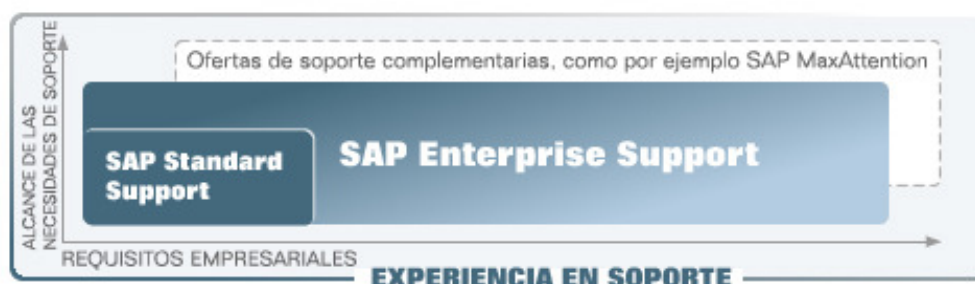 ALCANCE DE LAS
NECESIDADES DE SOPORTE
Ofertas de soporte complementarias, como por ejemplo SAP MaxAttention
SAP Standard
Support
SAP Enterprise Support
REQUISITOS EMPRESARIALES
EXPERIENCIA EN SOPORTE